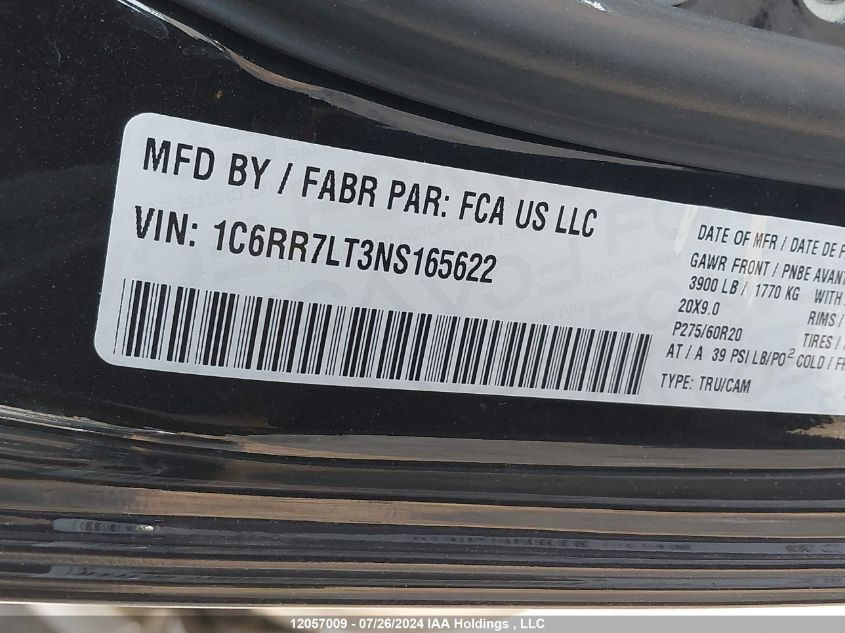 MFD BY / FABR PAR: FCA US LLC
VIN: 1C6RR7LT3NS165622
DATE OF MFR / DATE DE
GAWR FRONT / PNBE AVANT
3900 LB / 1770 KG WITH
20X9.0 RIMS /
P275/60R20 TIRES /
AT / A 39 PSI LB/PO² COLD /
TYPE: TRU/CAM
12057009 - 07/26/2024 IAA Holdings , LLC